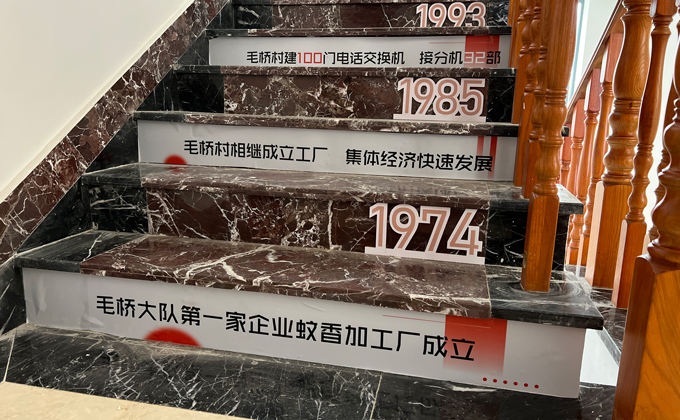 1993
毛桥村建100门电话交换机 接分机32部
1985
毛桥村相继成立工厂 集体经济快速发展
1974
毛桥大队第一家企业蚊香加工厂成立